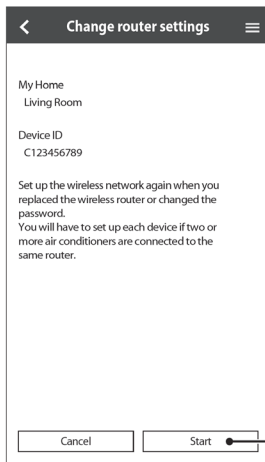 Change router settings
My Home
Living Room
Device ID
C123456789
Set up the wireless network again when you
replaced the wireless router or changed the
password.
You will have to set up each device if two or
more air conditioners are connected to the
same router.
Cancel
Start